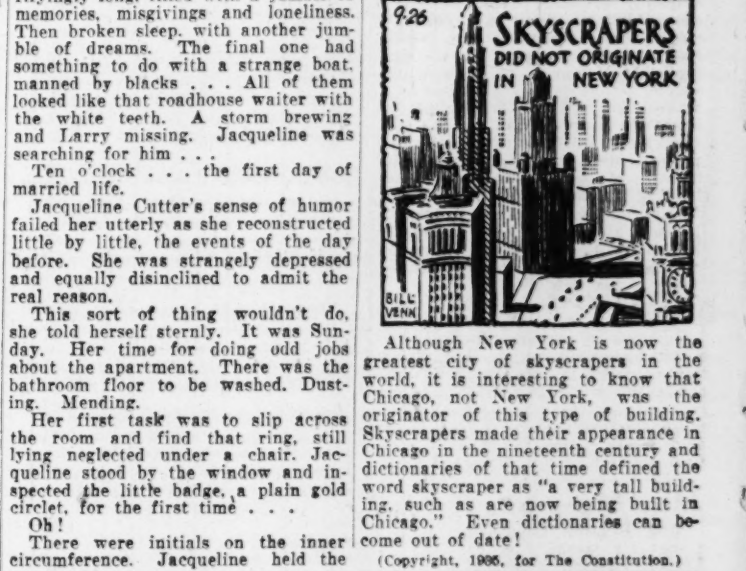 memories, misgivings and loneliness.
Then broken sleep, with another jum-
ble of dreams. The final one had
something to do with a strange boat,
manned by blacks . . . All of them
looked like that roadhouse waiter with
the white teeth. A storm brewing
and Larry missing. Jacqueline was
searching for him . . .
Ten o'clock . . . the first day of
married life.
Jacqueline Cutter's sense of humor
failed her utterly as she reconstructed
little by little, the events of the day
before. She was strangely depressed
and equally disinclined to admit the
real reason.
This sort of thing wouldn't do,
she told herself sternly. It was Sun-
day. Her time for doing odd jobs
about the apartment. There was the
bathroom floor to be washed. Dust-
ing. Mending.
Her first task was to slip across
the room and find that ring, still
lying neglected under a chair. Jac-
queline stood by the window and in-
spected the little badge, a plain gold
circlet, for the first time . . .
Oh!
There were initials on the inner
circumference. Jacqueline held the
9-26
SKYSCRAPERS
DID NOT ORIGINATE
IN NEW YORK
BILL
VENN
Although New York is now the
greatest city of skyscrapers in the
world, it is interesting to know that
Chicago, not New York, was the
originator of this type of building.
Skyscrapers made their appearance in
Chicago in the nineteenth century and
dictionaries of that time defined the
word skyscraper as "a very tall build-
ing, such as are now being built in
Chicago." Even dictionaries can be-
come out of date!
(Copyright, 1935, for The Constitution.)